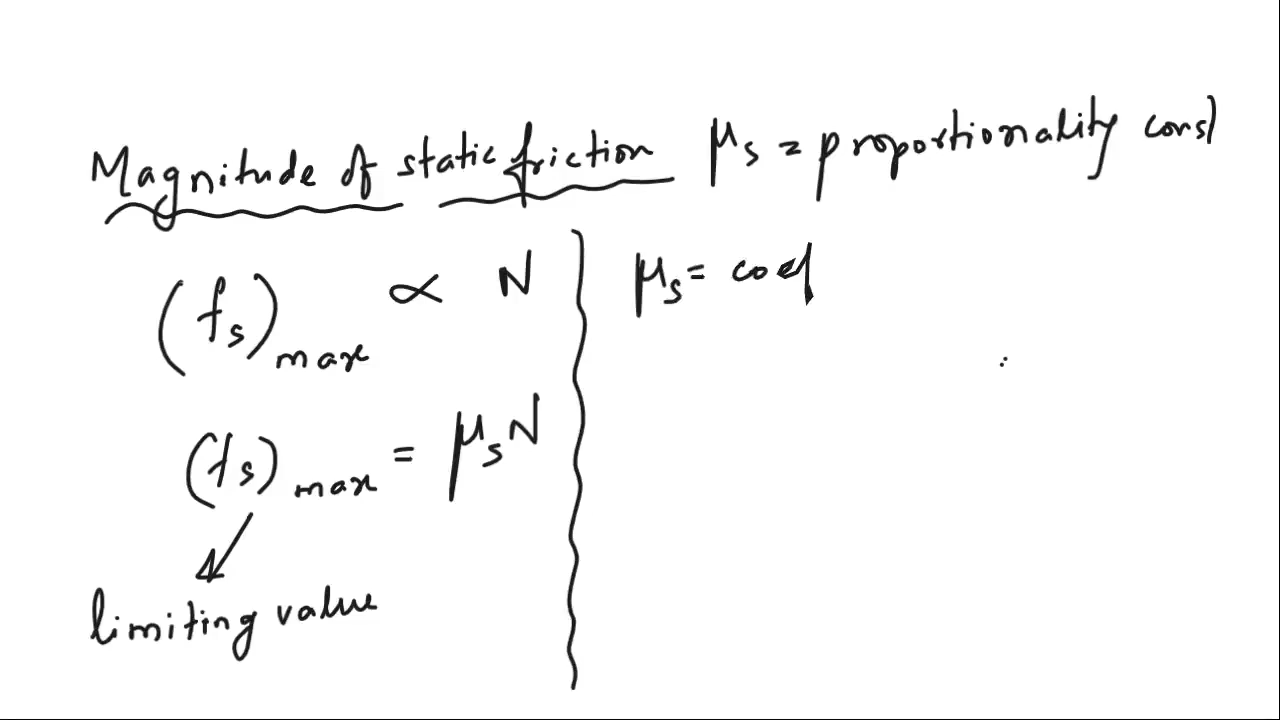 Magnitude of static friction
(fs)max ∝ N
(fs)max = μsN
limiting value
μs = proportionality const
μs = coef